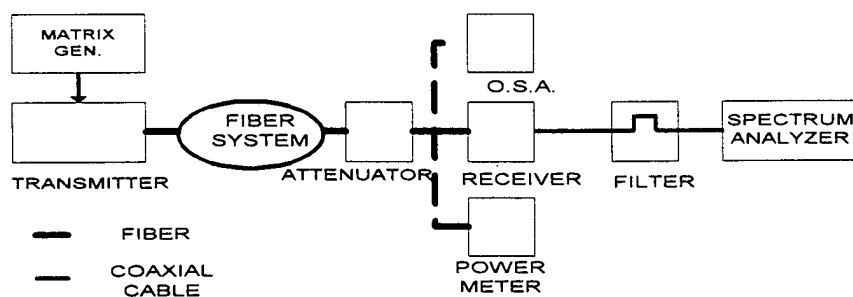 MATRIX
GEN.
O.S.A.
FIBER
SYSTEM
SPECTRUM
ANALYZER
TRANSMITTER
ATTENUATOR
RECEIVER
FILTER
FIBER
COAXIAL
CABLE
POWER
METER